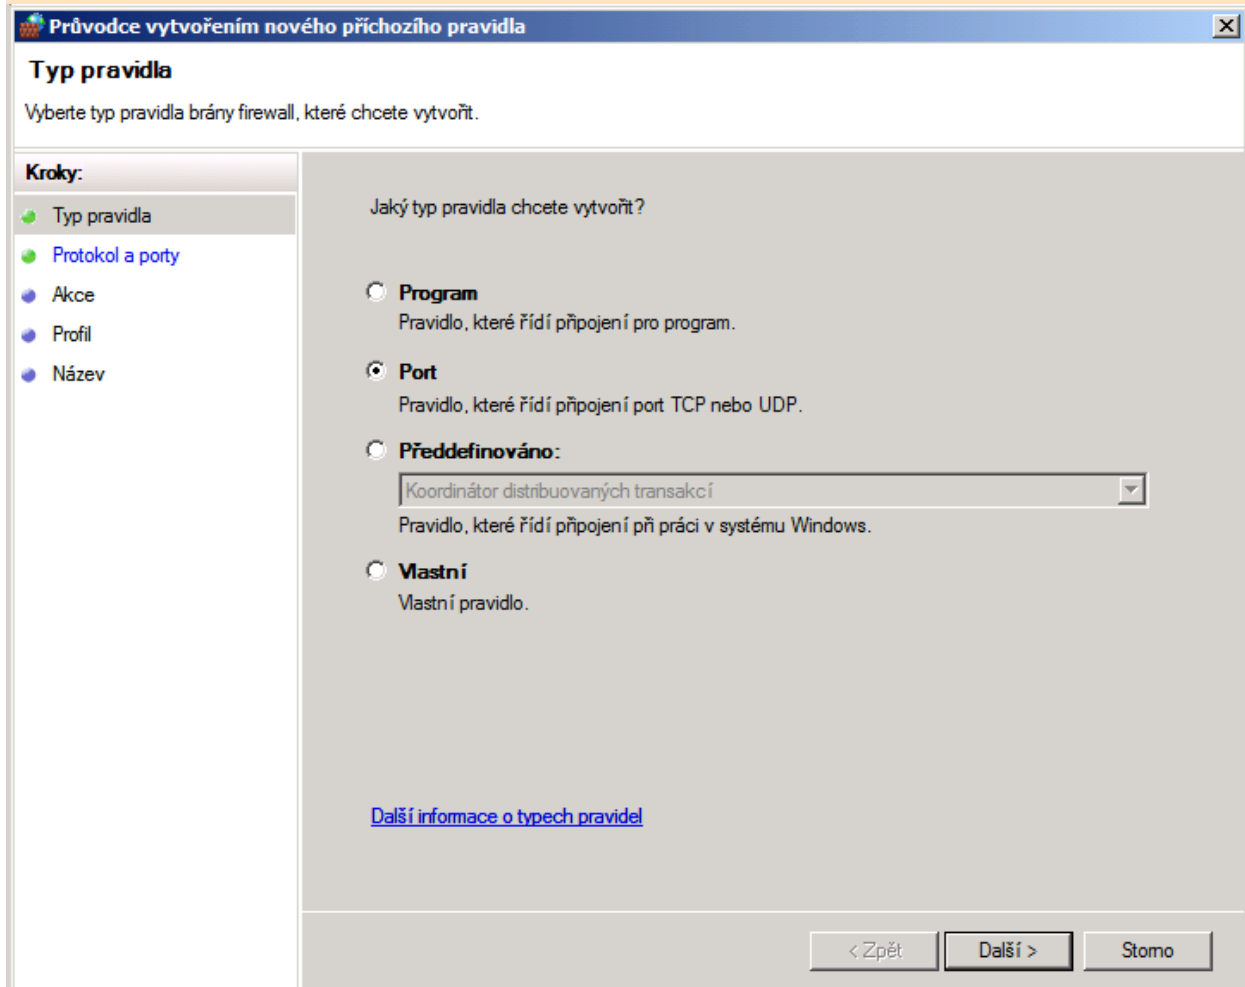 Průvodce vytvořením nového příchozího pravidla
Typ pravidla
Vyberte typ pravidla brány firewall, které chcete vytvořit.
Kroky:
Typ pravidla
Protokol a porty
Akce
Profil
Název
Jaký typ pravidla chcete vytvořit?
Program
Pravidlo, které řídí připojení pro program.
Port
Pravidlo, které řídí připojení port TCP nebo UDP.
Předdefinováno:
Koordinátor distribuovaných transakcí
Pravidlo, které řídí připojení při práci v systému Windows.
Vlastní
Vlastní pravidlo.
Další informace o typech pravidel
< Zpět
Další >
Storno